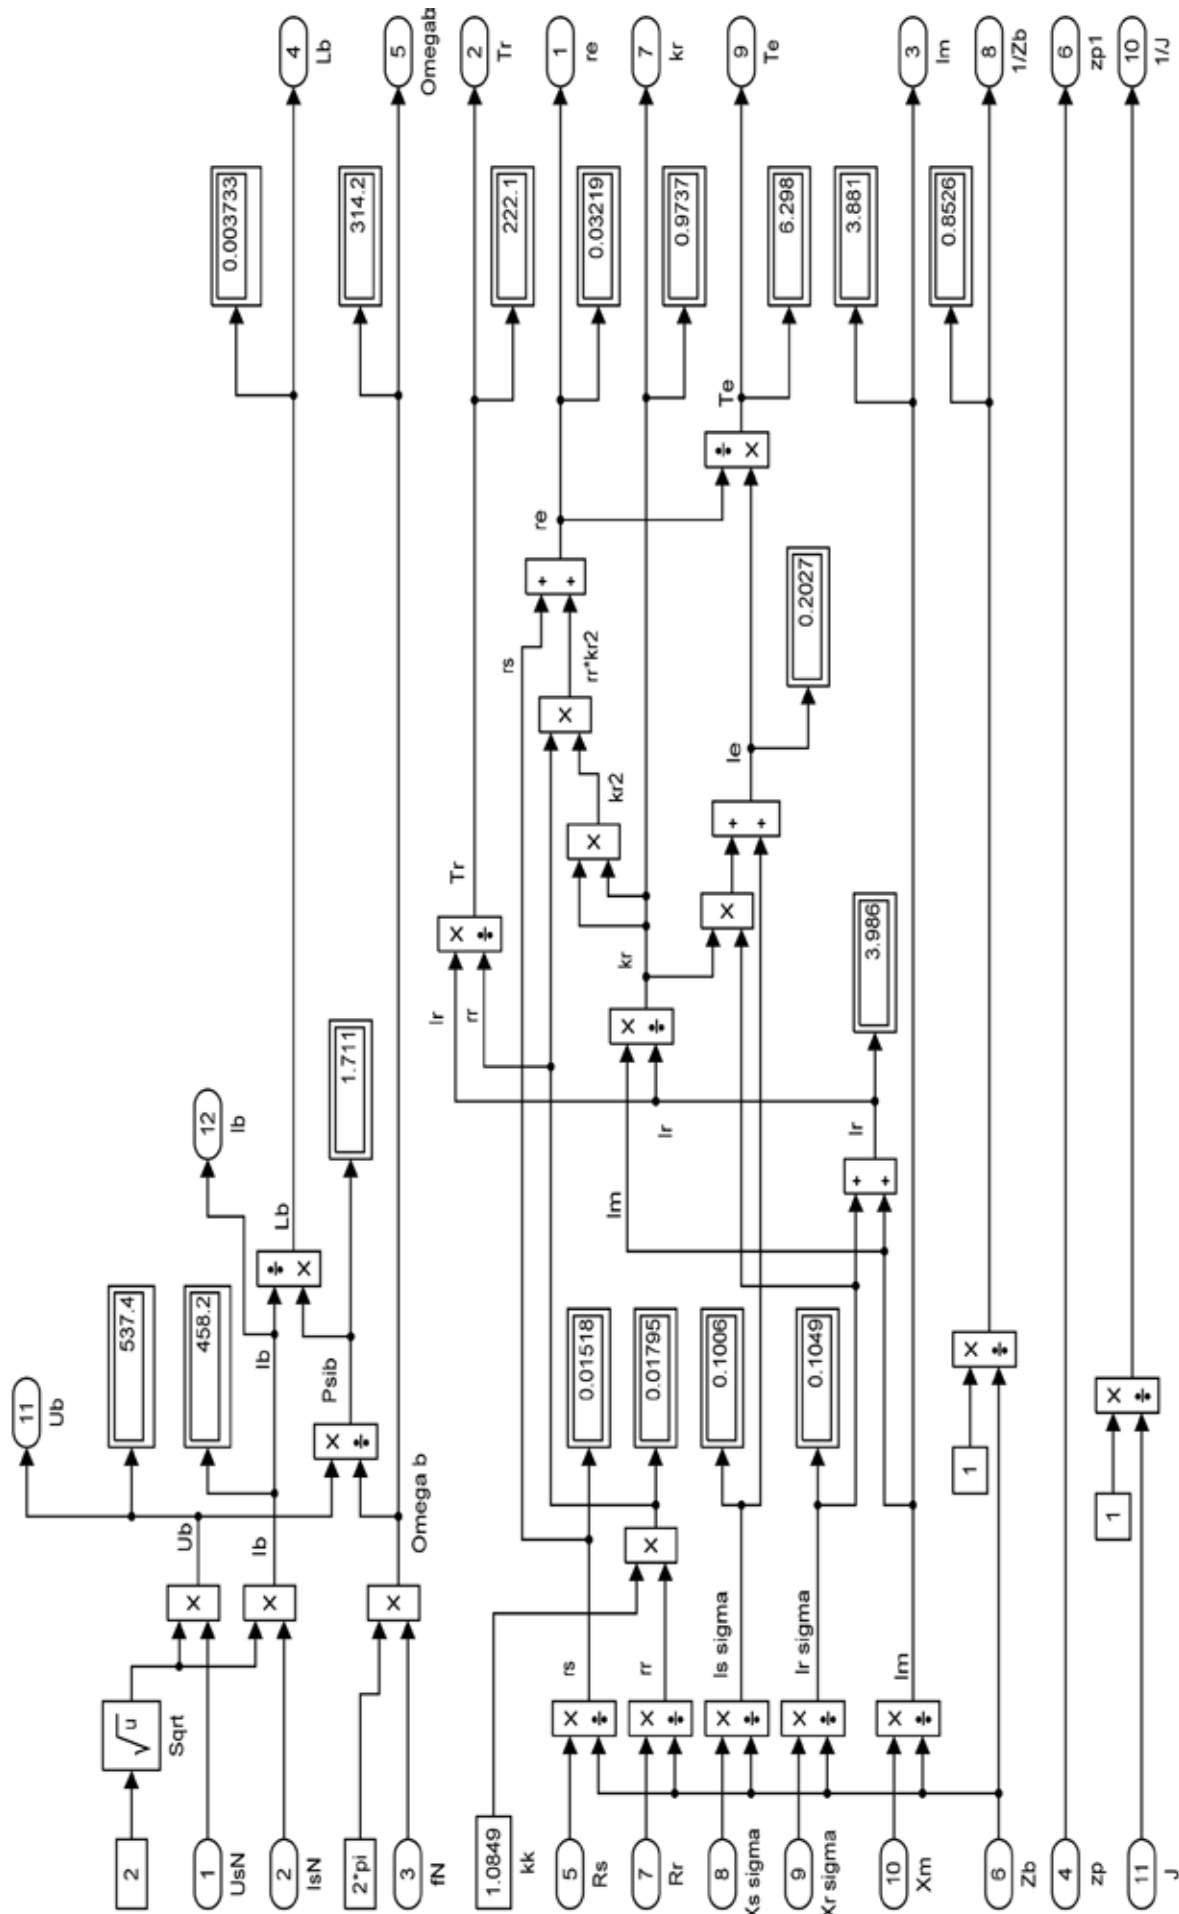 11
Ub
2
√u
Sqrt
537.4
1
UsN
Ub
458.2
12
Ib
2
IsN
Ib
Ib
Lb
0.003733
4
Lb
2*pi
Psib
1.711
314.2
3
fN
Omega b
5
Omegab
lr
Tr
2
Tr
rr
222.1
1.0849
kk
rs
re
1
re
5
Rs
rs
0.01518
rr*kr2
0.03219
kr2
7
Rr
rr
0.01795
lm
kr
7
kr
lr
0.9737
8
Xs sigma
ls sigma
0.1006
le
Te
9
Te
0.2027
6.298
9
Xr sigma
lr sigma
0.1049
lr
3.986
3.881
10
Xm
lm
3
lm
1
0.8526
6
Zb
8
1/Zb
4
zp
6
zp1
1
11
J
10
1/J